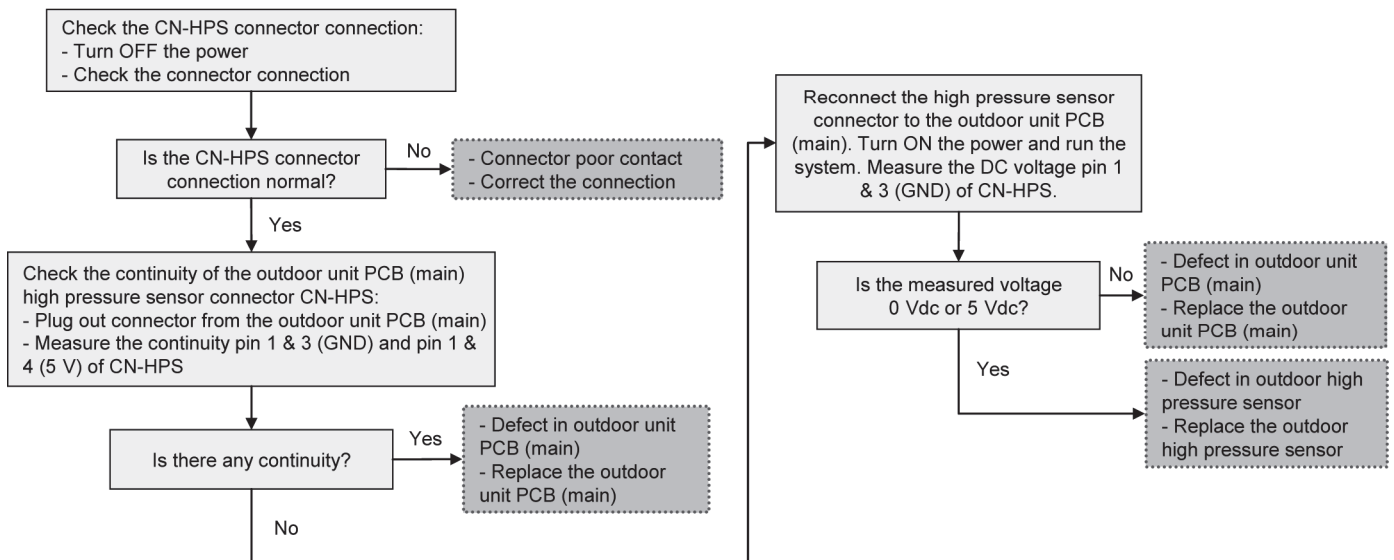 Check the CN-HPS connector connection:
- Turn OFF the power
- Check the connector connection
Is the CN-HPS connector
connection normal?
No
- Connector poor contact
- Correct the connection
Yes
Check the continuity of the outdoor unit PCB (main)
high pressure sensor connector CN-HPS:
- Plug out connector from the outdoor unit PCB (main)
- Measure the continuity pin 1 & 3 (GND) and pin 1 &
4 (5 V) of CN-HPS
Is there any continuity?
Yes
- Defect in outdoor unit
PCB (main)
- Replace the outdoor
unit PCB (main)
No
Reconnect the high pressure sensor
connector to the outdoor unit PCB
(main). Turn ON the power and run the
system. Measure the DC voltage pin 1
& 3 (GND) of CN-HPS.
Is the measured voltage
0 Vdc or 5 Vdc?
No
- Defect in outdoor unit
PCB (main)
- Replace the outdoor
unit PCB (main)
Yes
- Defect in outdoor high
pressure sensor
- Replace the outdoor
high pressure sensor